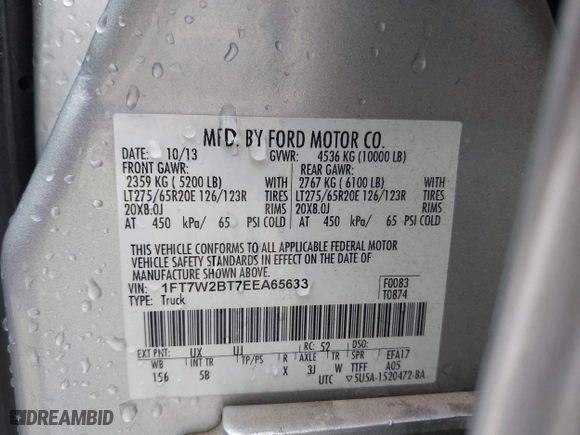 MFD. BY FORD MOTOR CO.
DATE: 10/13 GVWR: 4536 KG (10000 LB)
FRONT GAWR: REAR GAWR:
2359 KG ( 5200 LB) WITH 2767 KG ( 6100 LB) WITH
LT275/65R20E 126/123R TIRES LT275/65R20E 126/123R TIRES
20X8.0J RIMS 20X8.0J RIMS
AT 450 kPa/ 65 PSI COLD AT 450 kPa/ 65 PSI COLD
THIS VEHICLE CONFORMS TO ALL APPLICABLE FEDERAL MOTOR
VEHICLE SAFETY STANDARDS IN EFFECT ON THE DATE OF
MANUFACTURE SHOWN ABOVE.
VIN: 1FT7W2BT7EEA65633 F0083
TYPE: Truck T0874
EXT PNT: UX UJ RC: 52 DSO:
WB INT TR TP/PS R AXLE TR SPR EFA17
156 5B X 3J W TTFF A05
UTC ▽5U5A-1520472-BA
DREAMBID